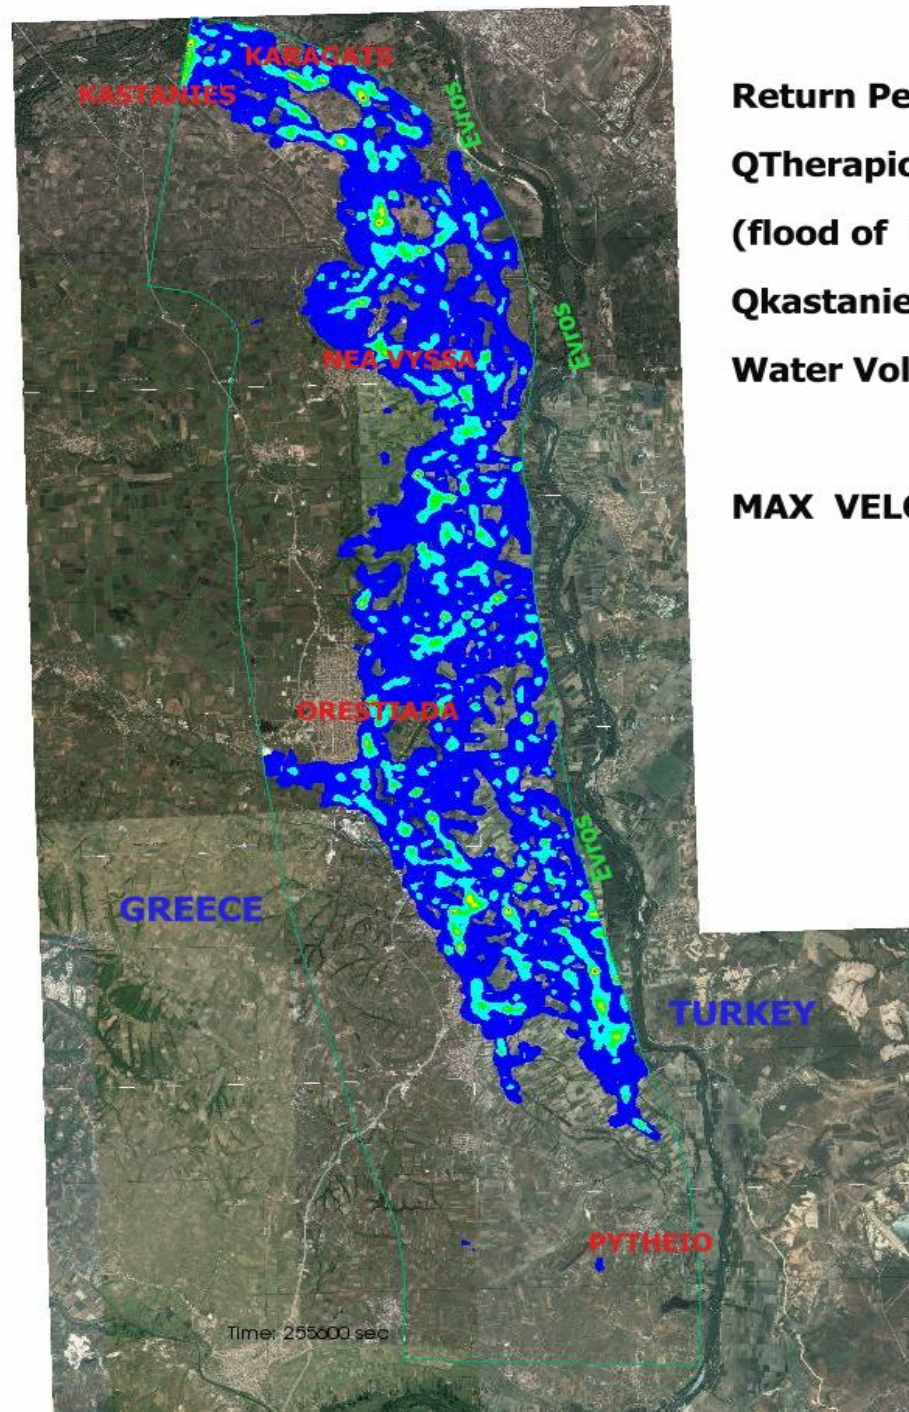 KARAGATS
KASTANIES
Evros
Return Pe
QTherapio
(flood of
Qkastanie
Water Vol
MAX VELO
Evros
NEA VYSSA
ORESTIADA
Evros
GREECE
TURKEY
PYTHEIO
Time: 255600 sec